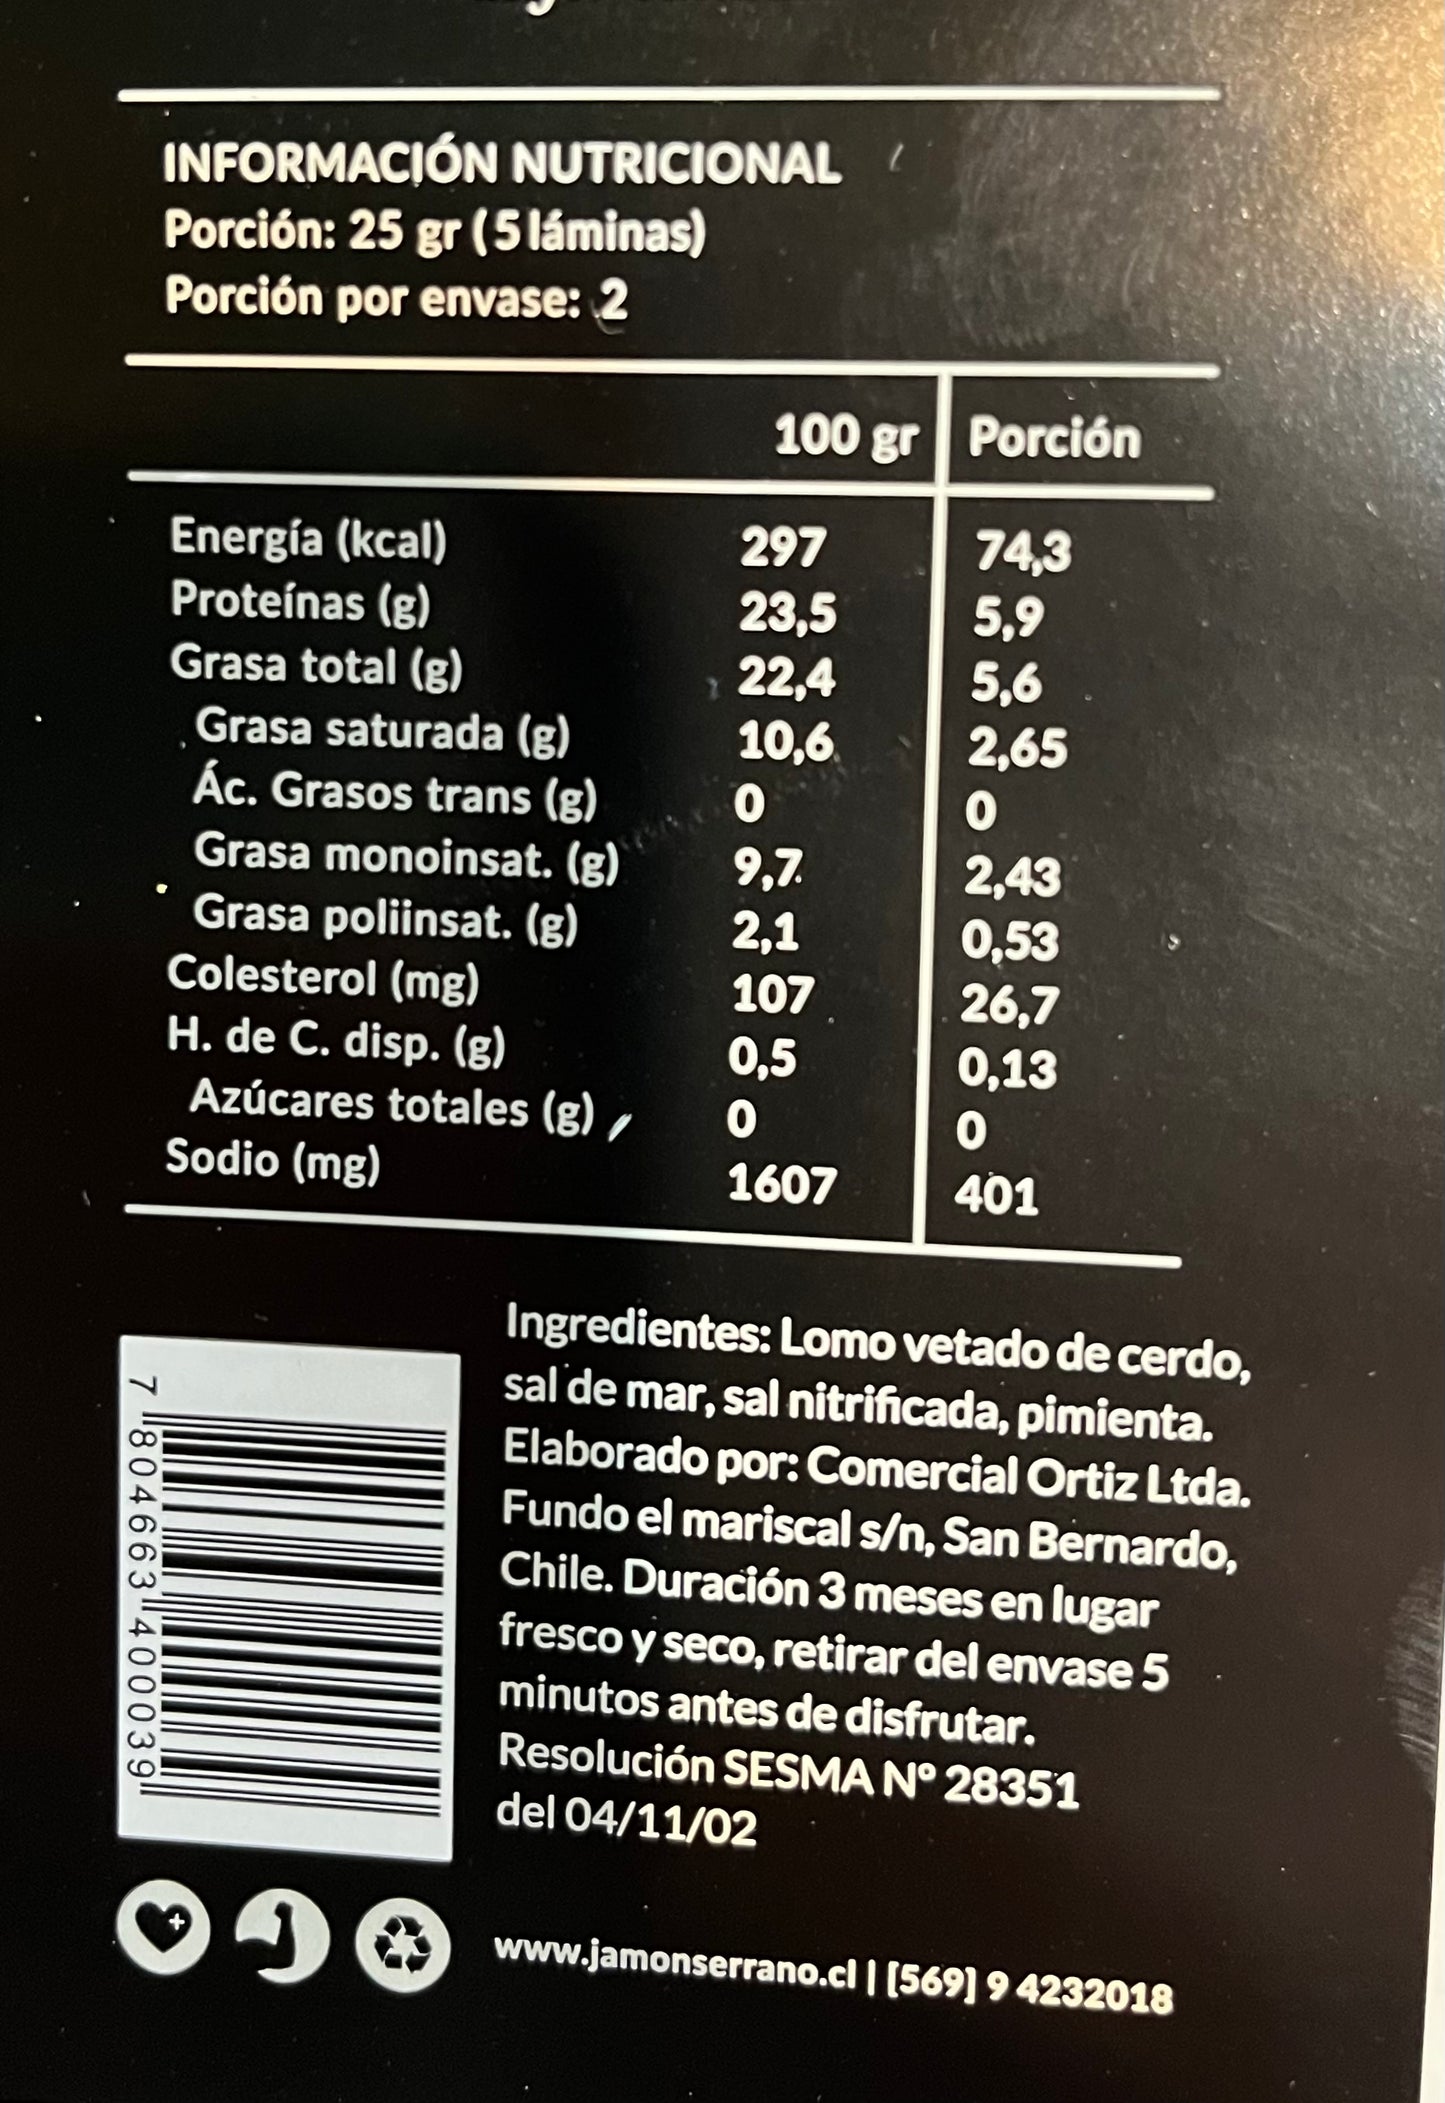 INFORMACIÓN NUTRICIONAL
Porción: 25 gr (5 láminas)
Porción por envase: 2
100 gr Porción
Energía (kcal) 297 74,3
Proteínas (g) 23,5 5,9
Grasa total (g) 22,4 5,6
Grasa saturada (g) 10,6 2,65
Ác. Grasos trans (g) 0 0
Grasa monoinsat. (g) 9,7 2,43
Grasa poliinsat. (g) 2,1 0,53
Colesterol (mg) 107 26,7
H. de C. disp. (g) 0,5 0,13
Azúcares totales (g) 0 0
Sodio (mg) 1607 401
Ingredientes: Lomo vetado de cerdo,
sal de mar, sal nitrificada, pimienta.
Elaborado por: Comercial Ortiz Ltda.
Fundo el mariscal s/n, San Bernardo,
Chile. Duración 3 meses en lugar
fresco y seco, retirar del envase 5
minutos antes de disfrutar.
Resolución SESMA Nº 28351
del 04/11/02
7 804663 400039
www.jamonserrano.cl | [569] 9 4232018